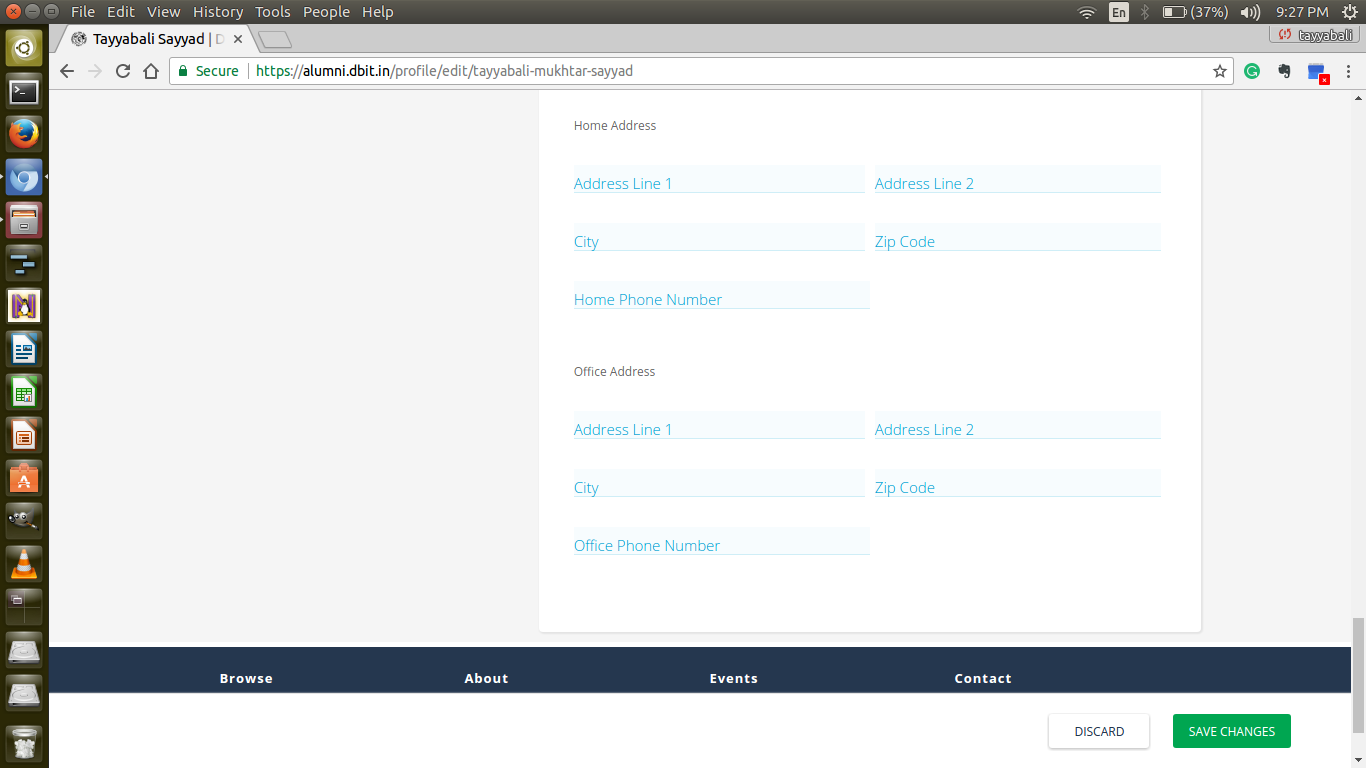 File Edit View History Tools People Help
En (37%) 9:27 PM
Tayyabali Sayyad | D
tayyabali
Secure https://alumni.dbit.in/profile/edit/tayyabali-mukhtar-sayyad
Home Address
Address Line 1 Address Line 2
City Zip Code
Home Phone Number
Office Address
Address Line 1 Address Line 2
City Zip Code
Office Phone Number
Browse About Events Contact
DISCARD SAVE CHANGES